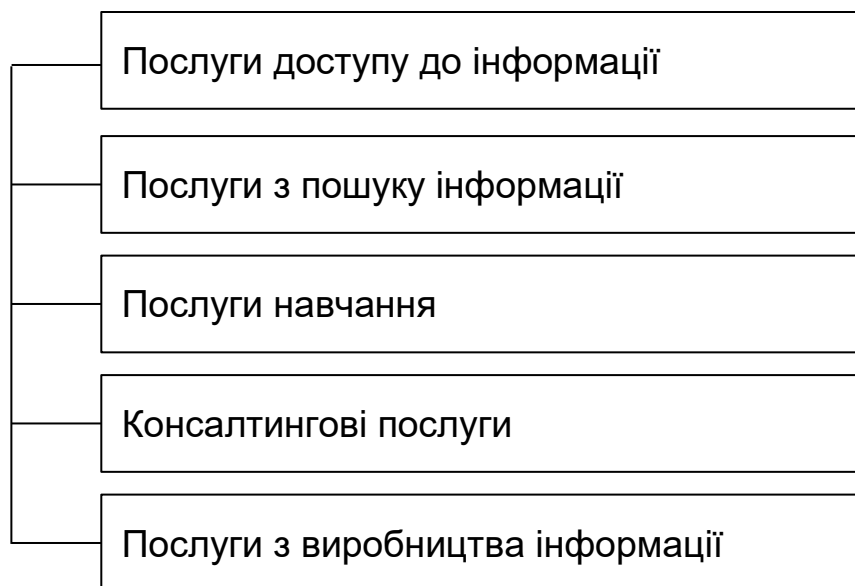 Послуги доступу до інформації
Послуги з пошуку інформації
Послуги навчання
Консалтингові послуги
Послуги з виробництва інформації